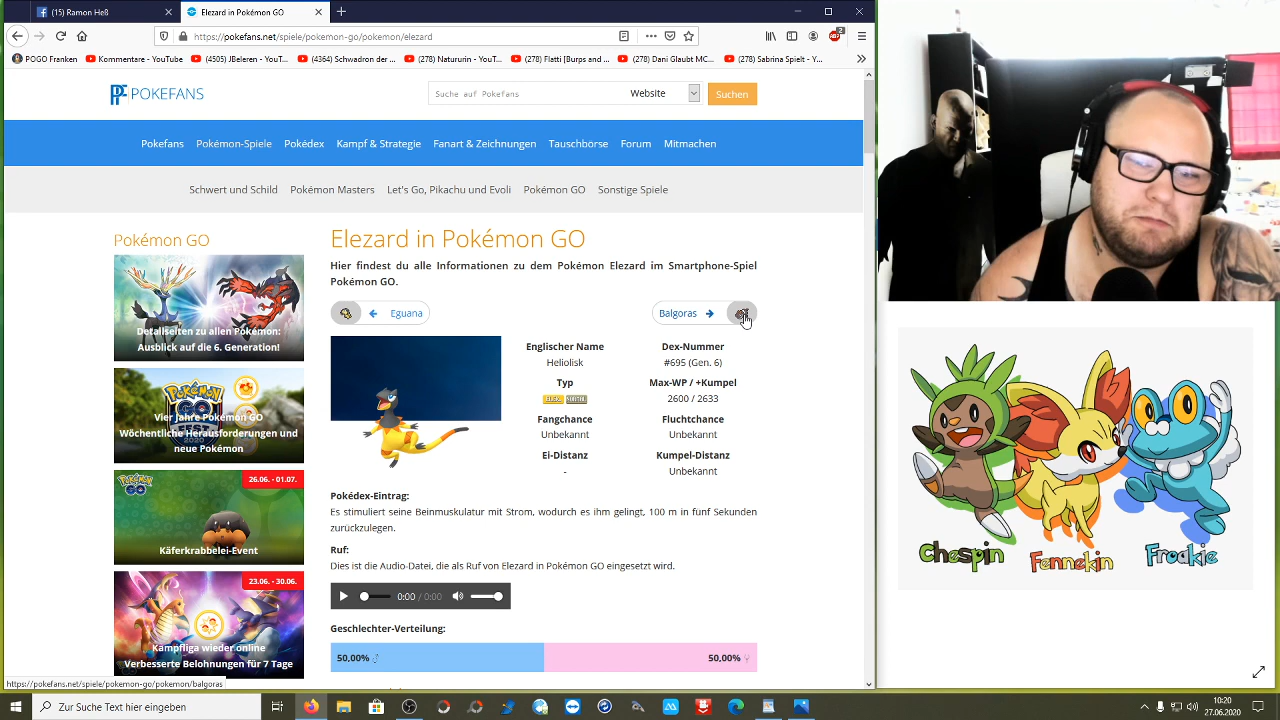 (15) Ramon Heß
Elezard in Pokémon GO
https://pokefans.net/spiele/pokemon-go/pokemon/elezard
POGO Franken
Kommentare - YouTube
(4505) JBeleren - YouT...
(4364) Schwadron der ...
(278) Natururin - YouT...
(278) Flatti [Burps and ...
(278) Dani Glaubt MC...
(278) Sabrina Spielt - Y...
POKEFANS
Suche auf Pokefans
Website
Suchen
Pokefans
Pokémon-Spiele
Pokédex
Kampf & Strategie
Fanart & Zeichnungen
Tauschbörse
Forum
Mitmachen
Schwert und Schild
Pokémon Masters
Let's Go, Pikachu und Evoli
Pokémon GO
Sonstige Spiele
Pokémon GO
Detailseiten zu allen Pokémon:
Ausblick auf die 6. Generation!
Vier Jahre Pokémon GO
Wöchentliche Herausforderungen und
neue Pokémon
26.06. - 01.07.
Käferkrabbelei-Event
23.06. - 30.06.
Kampfliga wieder online
Verbesserte Belohnungen für 7 Tage
Elezard in Pokémon GO
Hier findest du alle Informationen zu dem Pokémon Elezard im Smartphone-Spiel
Pokémon GO.
Eguana
Balgoras
Englischer Name
Heliolisk
Dex-Nummer
#695 (Gen. 6)
Typ
ELEKTRO NORMAL
Max-WP / +Kumpel
2600 / 2633
Fangchance
Unbekannt
Fluchtchance
Unbekannt
Ei-Distanz
-
Kumpel-Distanz
Unbekannt
Pokédex-Eintrag:
Es stimuliert seine Beinmuskulatur mit Strom, wodurch es ihm gelingt, 100 m in fünf Sekunden
zurückzulegen.
Ruf:
Dies ist die Audio-Datei, die als Ruf von Elezard in Pokémon GO eingesetzt wird.
0:00 / 0:00
Geschlechter-Verteilung:
50,00% ♂
50,00% ♀
https://pokefans.net/spiele/pokemon-go/pokemon/balgoras
Chespin
Fennekin
Froakie
Zur Suche Text hier eingeben
10:20
27.06.2020